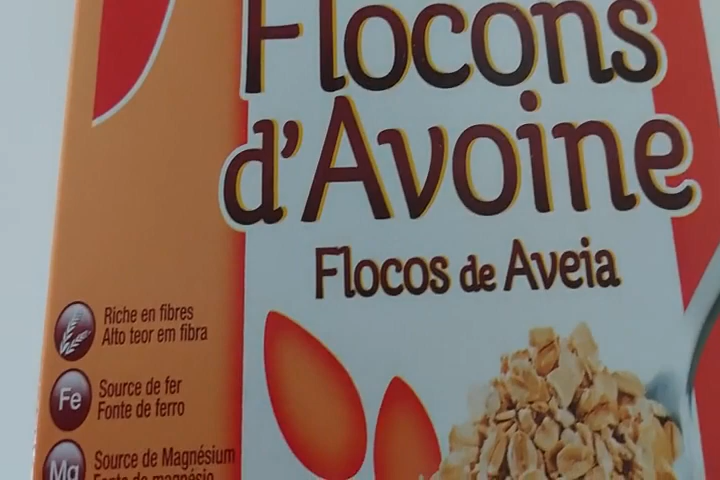 Flocons
d'Avoine
Flocos de Aveia
Riche en fibres
Alto teor em fibra
Fe
Source de fer
Fonte de ferro
Mg
Source de Magnésium
Fonte de magnésio